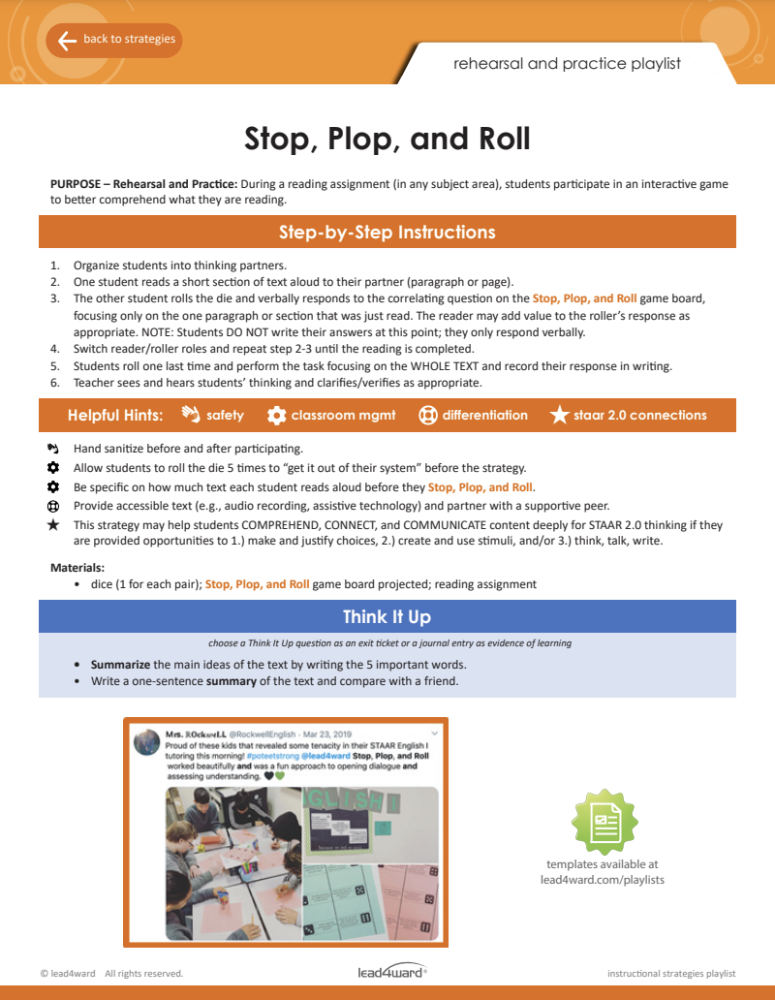 back to strategies
rehearsal and practice playlist
Stop, Plop, and Roll
PURPOSE – Rehearsal and Practice: During a reading assignment (in any subject area), students participate in an interactive game
to better comprehend what they are reading.
Step-by-Step Instructions
1. Organize students into thinking partners.
2. One student reads a short section of text aloud to their partner (paragraph or page).
3. The other student rolls the die and verbally responds to the correlating question on the Stop, Plop, and Roll game board,
focusing only on the one paragraph or section that was just read. The reader may add value to the roller's response as
appropriate. NOTE: Students DO NOT write their answers at this point; they only respond verbally.
4. Switch reader/roller roles and repeat step 2-3 until the reading is completed.
5. Students roll one last time and perform the task focusing on the WHOLE TEXT and record their response in writing.
6. Teacher sees and hears students' thinking and clarifies/verifies as appropriate.
Helpful Hints: safety classroom mgmt differentiation staar 2.0 connections
Hand sanitize before and after participating.
Allow students to roll the die 5 times to “get it out of their system” before the strategy.
Be specific on how much text each student reads aloud before they Stop, Plop, and Roll.
Provide accessible text (e.g., audio recording, assistive technology) and partner with a supportive peer.
This strategy may help students COMPREHEND, CONNECT, and COMMUNICATE content deeply for STAAR 2.0 thinking if they
are provided opportunities to 1.) make and justify choices, 2.) create and use stimuli, and/or 3.) think, talk, write.
Materials:
• dice (1 for each pair); Stop, Plop, and Roll game board projected; reading assignment
Think It Up
choose a Think It Up question as an exit ticket or a journal entry as evidence of learning
• Summarize the main ideas of the text by writing the 5 important words.
• Write a one-sentence summary of the text and compare with a friend.
Mrs. ROckweLL @RockwellEnglish · Mar 23, 2019
Proud of these kids that revealed some tenacity in their STAAR English I
tutoring this morning! #poteetstrong @lead4ward Stop, Plop, and Roll
worked beautifully and was a fun approach to opening dialogue and
assessing understanding. 🖤💚
GLISH I
templates available at
lead4ward.com/playlists
© lead4ward All rights reserved.
lead4ward®
instructional strategies playlist